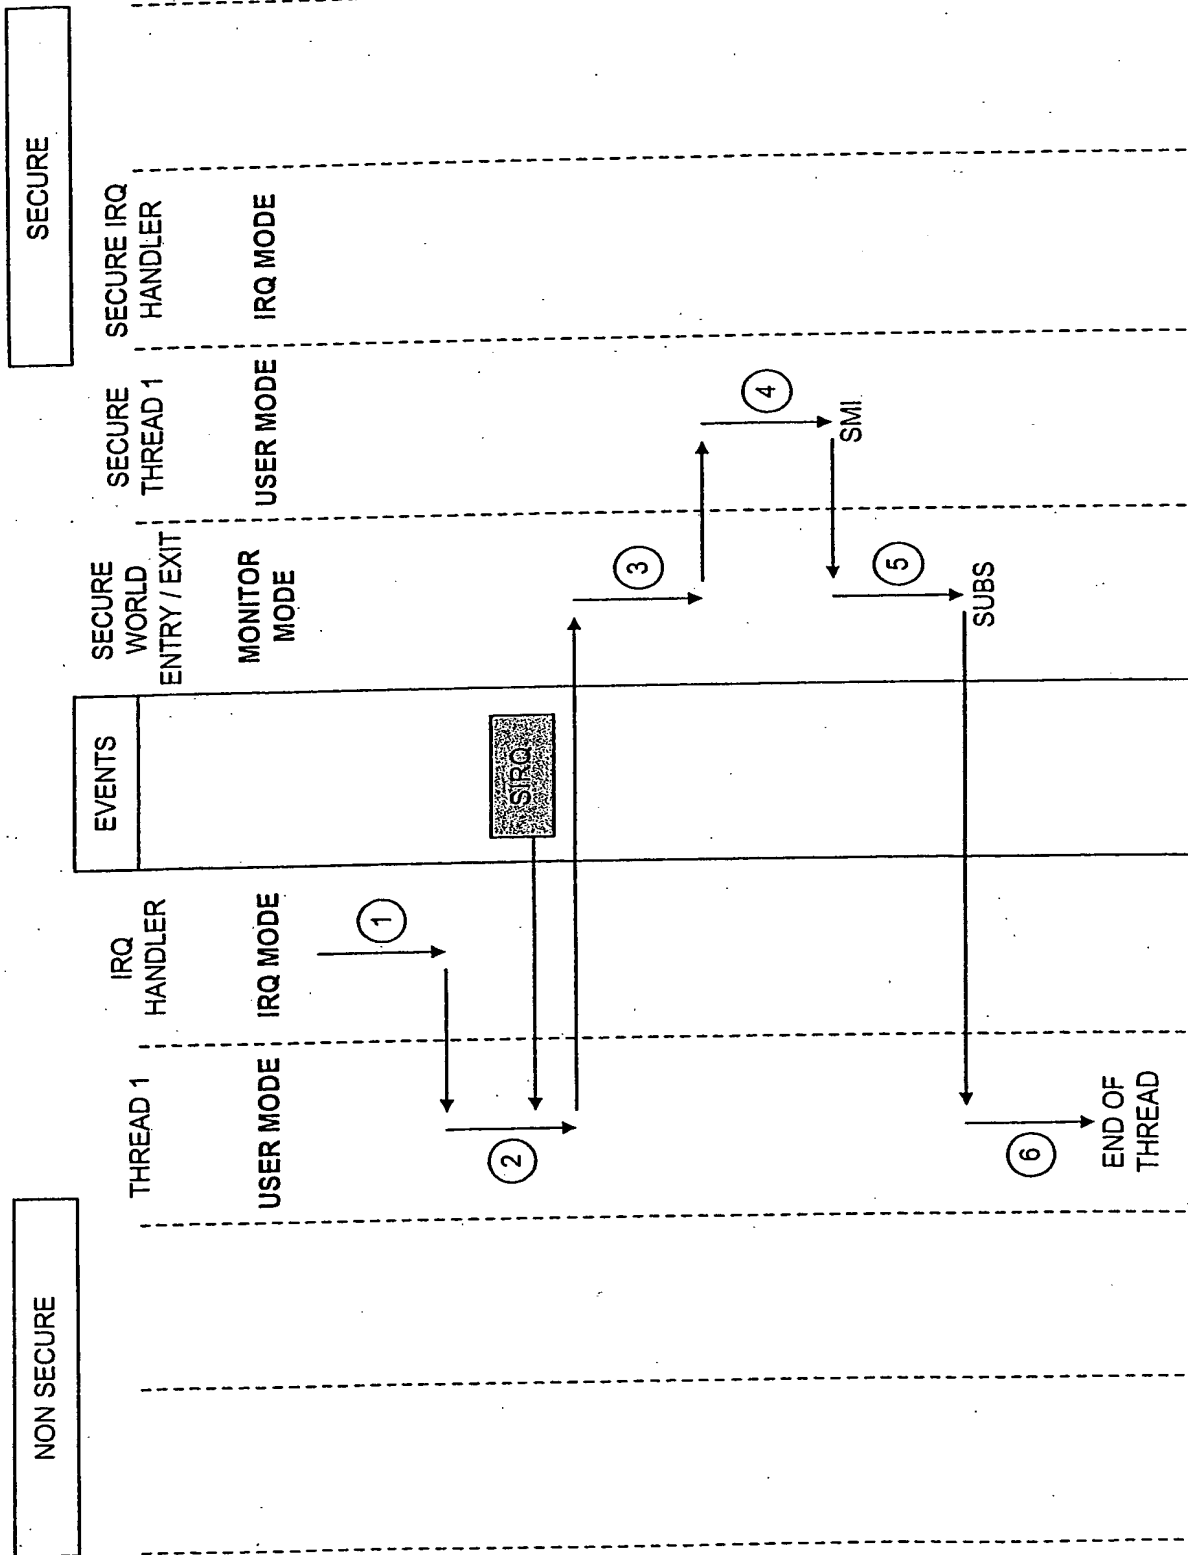 NON SECURE
SECURE
EVENTS
THREAD 1
USER MODE
IRQ
HANDLER
IRQ MODE
SECURE
WORLD
ENTRY / EXIT
MONITOR
MODE
SECURE
THREAD 1
USER MODE
SECURE IRQ
HANDLER
IRQ MODE
1
2
SIRQ
3
4
SMI
5
SUBS
6
END OF
THREAD